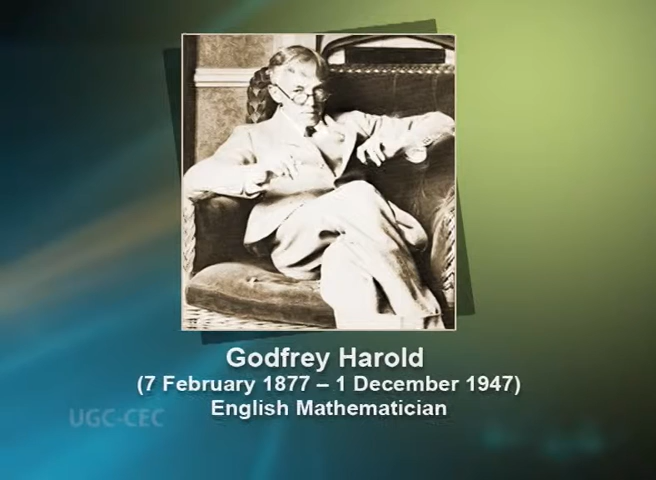 Godfrey Harold
(7 February 1877 – 1 December 1947)
English Mathematician
UGC-CEC